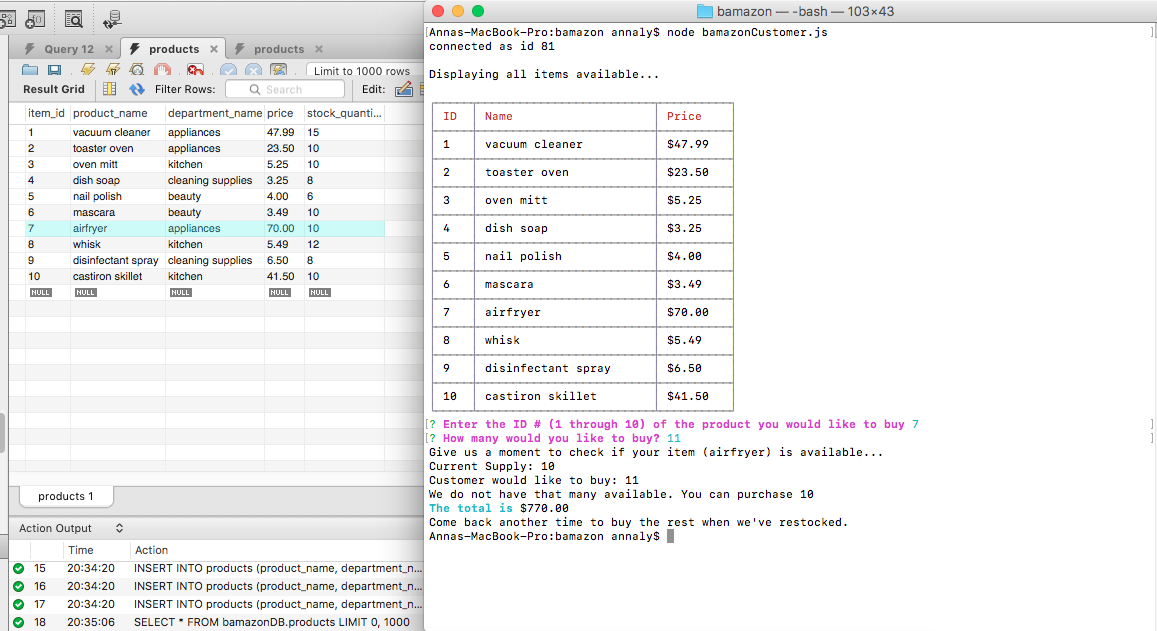 Query 12
products
products
Limit to 1000 rows
Result Grid
Filter Rows:
Search
Edit:
item_id product_name department_name price stock_quanti...
1 vacuum cleaner appliances 47.99 15
2 toaster oven appliances 23.50 10
3 oven mitt kitchen 5.25 10
4 dish soap cleaning supplies 3.25 8
5 nail polish beauty 4.00 6
6 mascara beauty 3.49 10
7 airfryer appliances 70.00 10
8 whisk kitchen 5.49 12
9 disinfectant spray cleaning supplies 6.50 8
10 castiron skillet kitchen 41.50 10
NULL NULL NULL NULL NULL
products 1
Action Output
Time Action
15 20:34:20 INSERT INTO products (product_name, department_n...
16 20:34:20 INSERT INTO products (product_name, department_n...
17 20:34:20 INSERT INTO products (product_name, department_n...
18 20:35:06 SELECT * FROM bamazonDB.products LIMIT 0, 1000
bamazon — -bash — 103×43
[Annas-MacBook-Pro:bamazon annaly$ node bamazonCustomer.js ]
connected as id 81
Displaying all items available...
ID Name Price
1 vacuum cleaner $47.99
2 toaster oven $23.50
3 oven mitt $5.25
4 dish soap $3.25
5 nail polish $4.00
6 mascara $3.49
7 airfryer $70.00
8 whisk $5.49
9 disinfectant spray $6.50
10 castiron skillet $41.50
[? Enter the ID # (1 through 10) of the product you would like to buy 7 ]
[? How many would you like to buy? 11 ]
Give us a moment to check if your item (airfryer) is available...
Current Supply: 10
Customer would like to buy: 11
We do not have that many available. You can purchase 10
The total is $770.00
Come back another time to buy the rest when we've restocked.
Annas-MacBook-Pro:bamazon annaly$